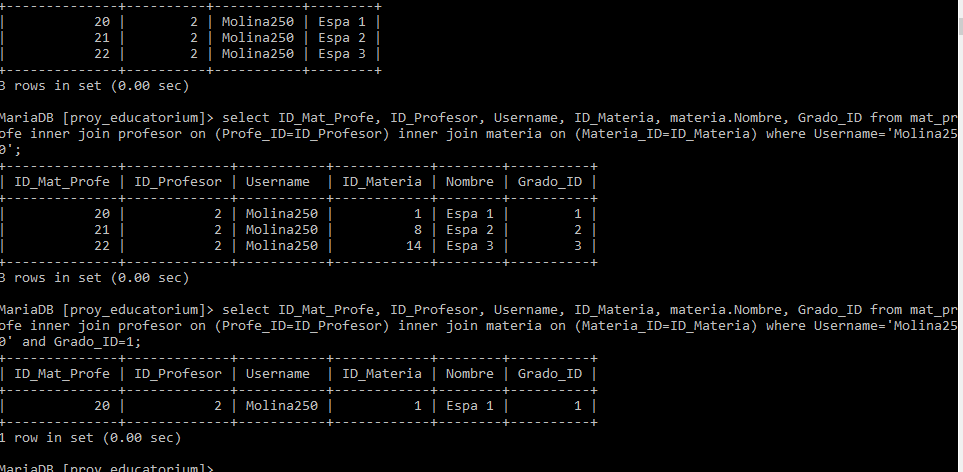 +--------------+-------------+-----------+--------+
|           20 |           2 | Molina250 | Espa 1 |
|           21 |           2 | Molina250 | Espa 2 |
|           22 |           2 | Molina250 | Espa 3 |
+--------------+-------------+-----------+--------+
3 rows in set (0.00 sec)
MariaDB [proy_educatorium]> select ID_Mat_Profe, ID_Profesor, Username, ID_Materia, materia.Nombre, Grado_ID from mat_pr
ofe inner join profesor on (Profe_ID=ID_Profesor) inner join materia on (Materia_ID=ID_Materia) where Username='Molina25
0';
+--------------+-------------+-----------+------------+--------+----------+
| ID_Mat_Profe | ID_Profesor | Username  | ID_Materia | Nombre | Grado_ID |
+--------------+-------------+-----------+------------+--------+----------+
|           20 |           2 | Molina250 |          1 | Espa 1 |        1 |
|           21 |           2 | Molina250 |          8 | Espa 2 |        2 |
|           22 |           2 | Molina250 |         14 | Espa 3 |        3 |
+--------------+-------------+-----------+------------+--------+----------+
3 rows in set (0.00 sec)
MariaDB [proy_educatorium]> select ID_Mat_Profe, ID_Profesor, Username, ID_Materia, materia.Nombre, Grado_ID from mat_pr
ofe inner join profesor on (Profe_ID=ID_Profesor) inner join materia on (Materia_ID=ID_Materia) where Username='Molina25
0' and Grado_ID=1;
+--------------+-------------+-----------+------------+--------+----------+
| ID_Mat_Profe | ID_Profesor | Username  | ID_Materia | Nombre | Grado_ID |
+--------------+-------------+-----------+------------+--------+----------+
|           20 |           2 | Molina250 |          1 | Espa 1 |        1 |
+--------------+-------------+-----------+------------+--------+----------+
1 row in set (0.00 sec)
MariaDB [proy_educatorium]>